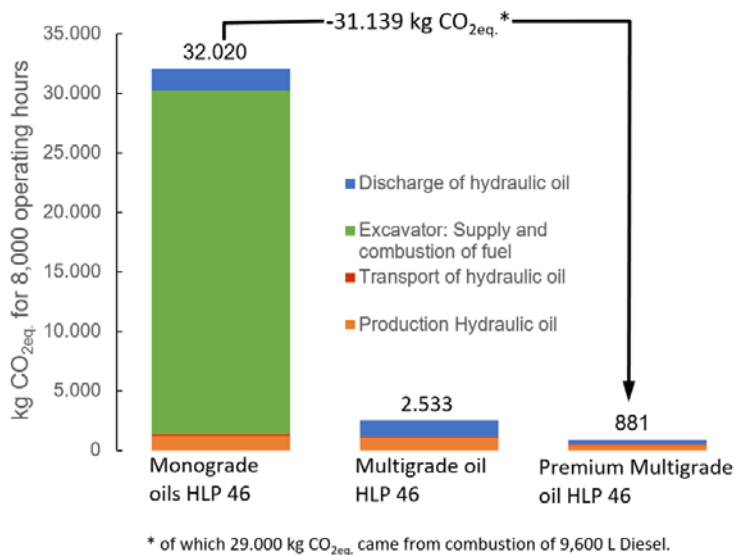 -31.139 kg CO2eq.*
35.000
32.020
30.000
25.000
20.000
15.000
10.000
5.000
0
kg CO2eq. for 8,000 operating hours
Discharge of hydraulic oil
Excavator: Supply and
combustion of fuel
Transport of hydraulic oil
Production Hydraulic oil
2.533
881
Monograde
oils HLP 46
Multigrade oil
HLP 46
Premium Multigrade
oil HLP 46
* of which 29.000 kg CO2eq. came from combustion of 9,600 L Diesel.